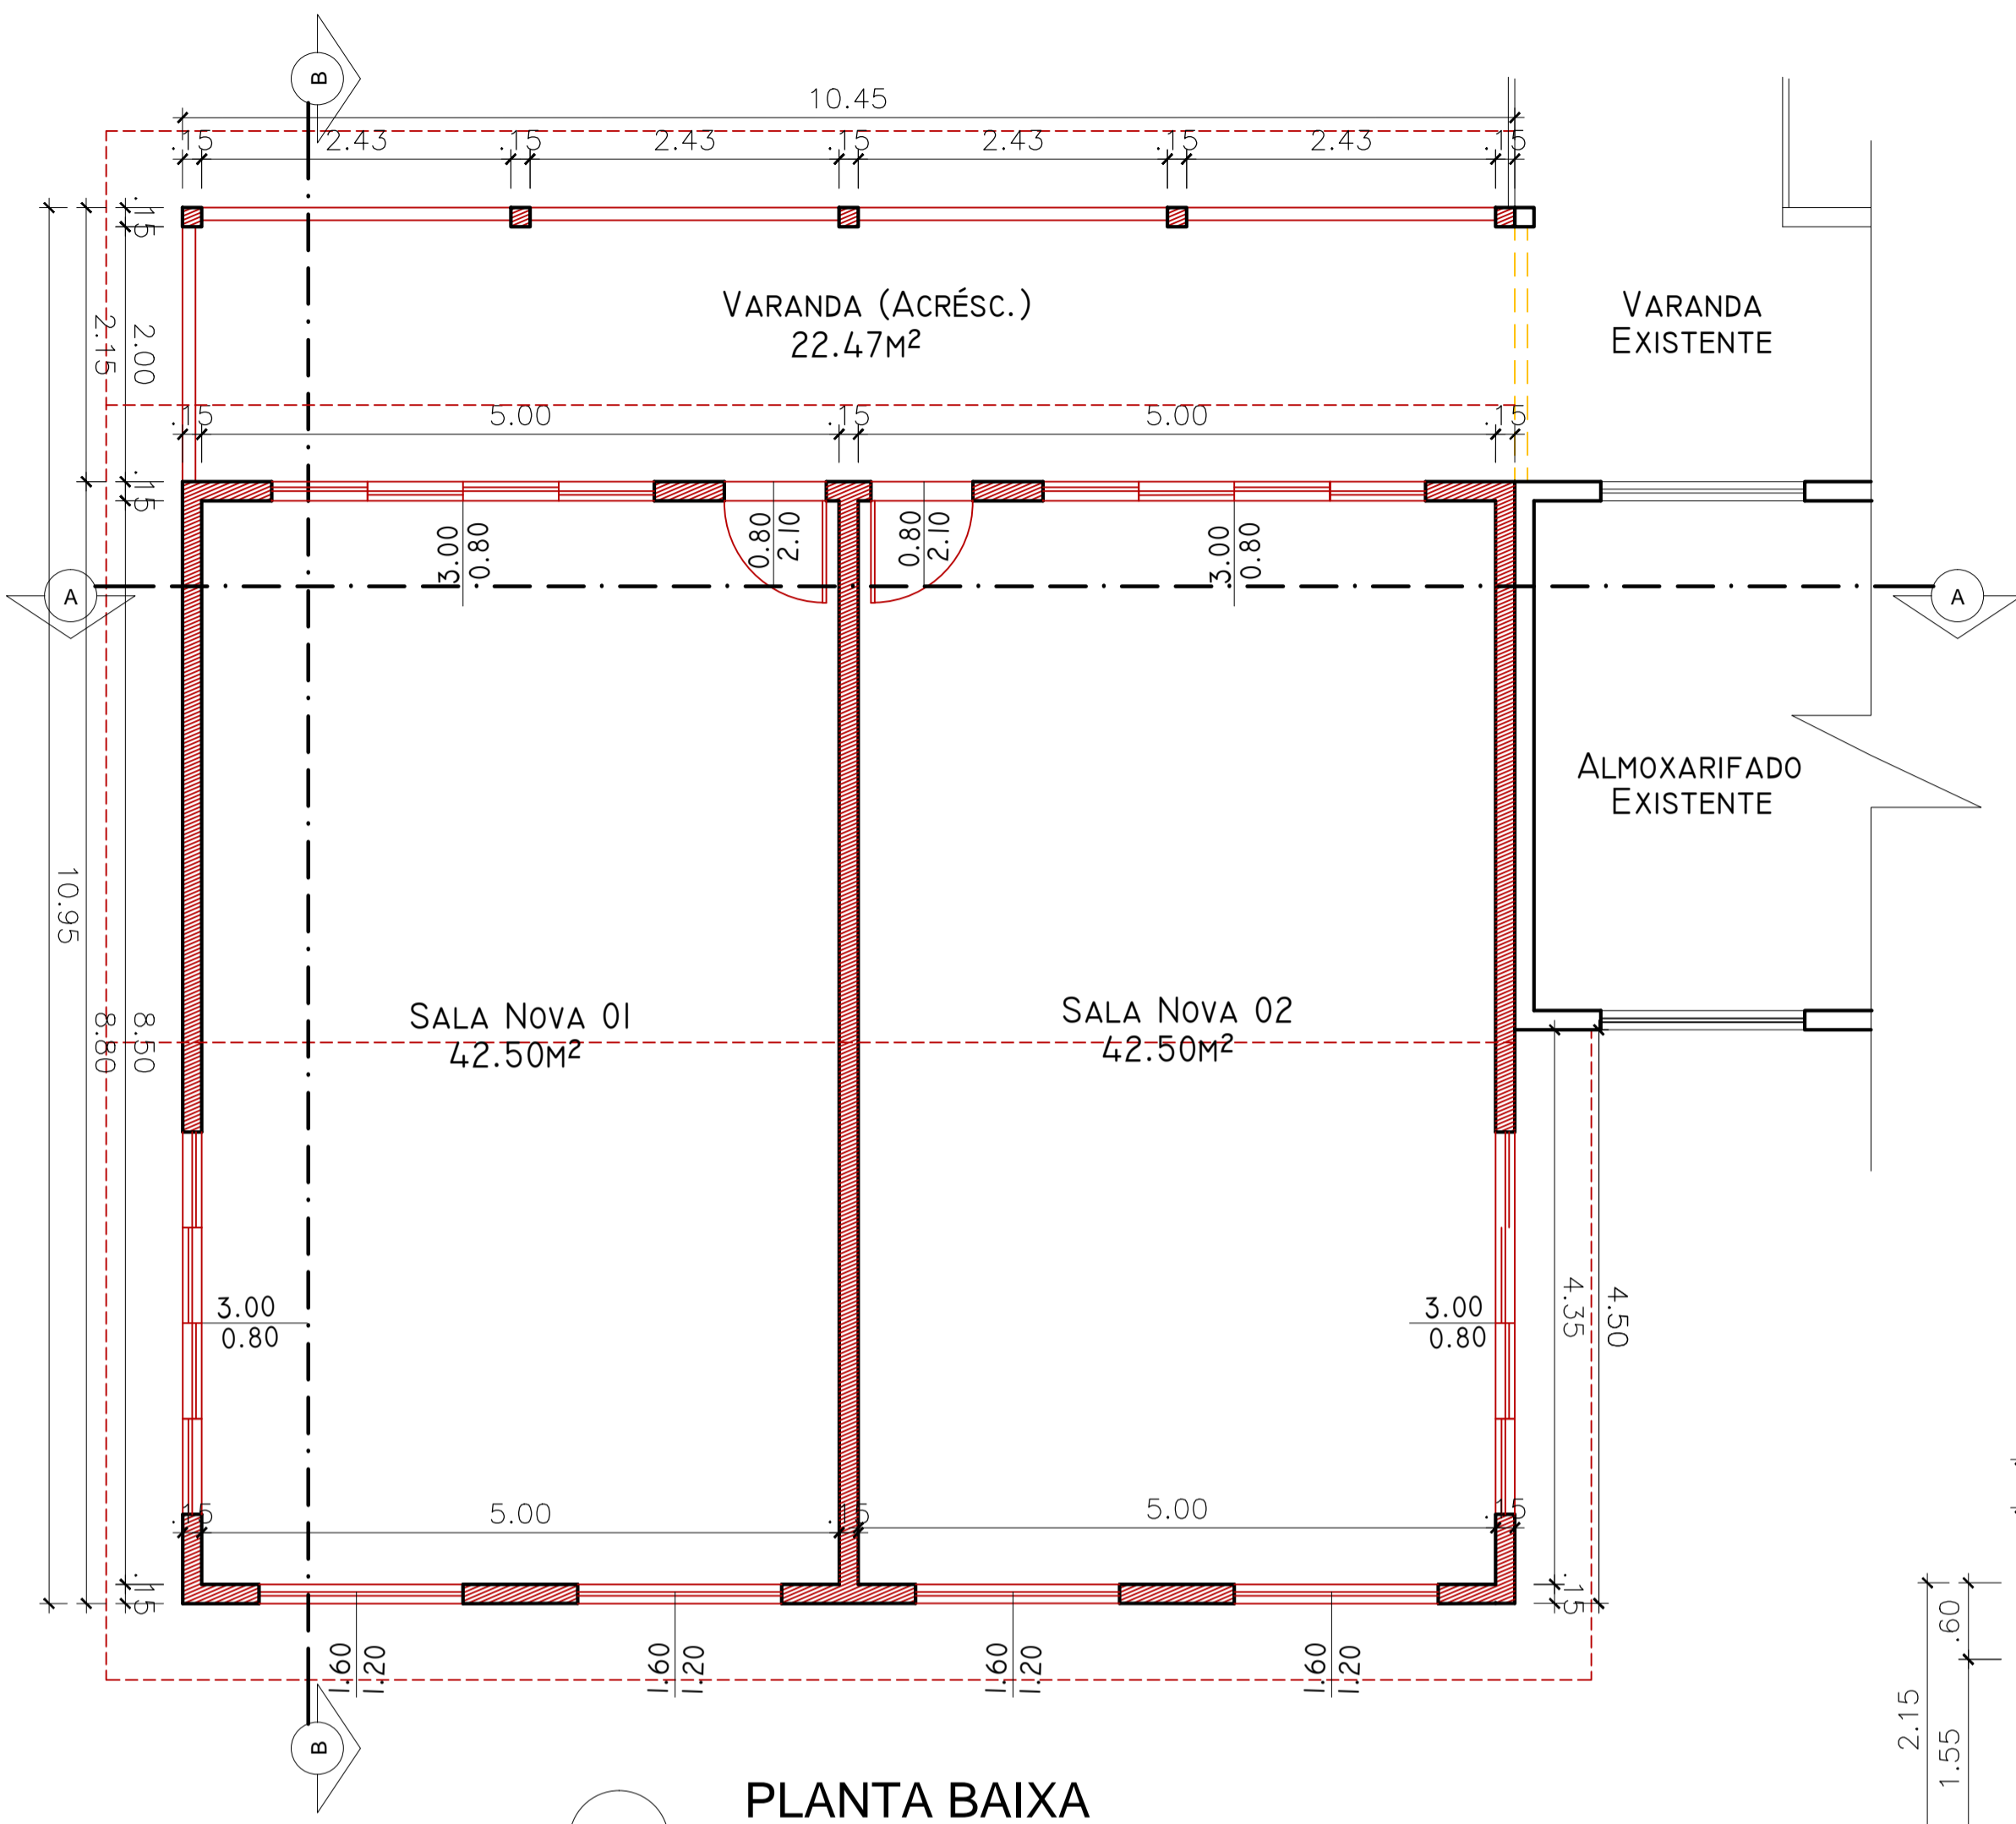 B
10.45
.15 2.43 .15 2.43 .15 2.43 .15 2.43 .15
.15
2.00
2.15
VARANDA (ACRÉSC.)
22.47M²
VARANDA
EXISTENTE
.15 5.00 .15 5.00 .15
.15
3.00
0.80
0.80
2.10
0.80
2.10
3.00
0.80
A
A
ALMOXARIFADO
EXISTENTE
10.95
8.80
8.50
SALA NOVA 01
42.50M²
SALA NOVA 02
42.50M²
3.00
0.80
3.00
0.80
4.35
4.50
.15 5.00 .15 5.00 .15
.15
.15
1.60
1.20
1.60
1.20
1.60
1.20
1.60
1.20
.60
2.15
1.55
B
PLANTA BAIXA